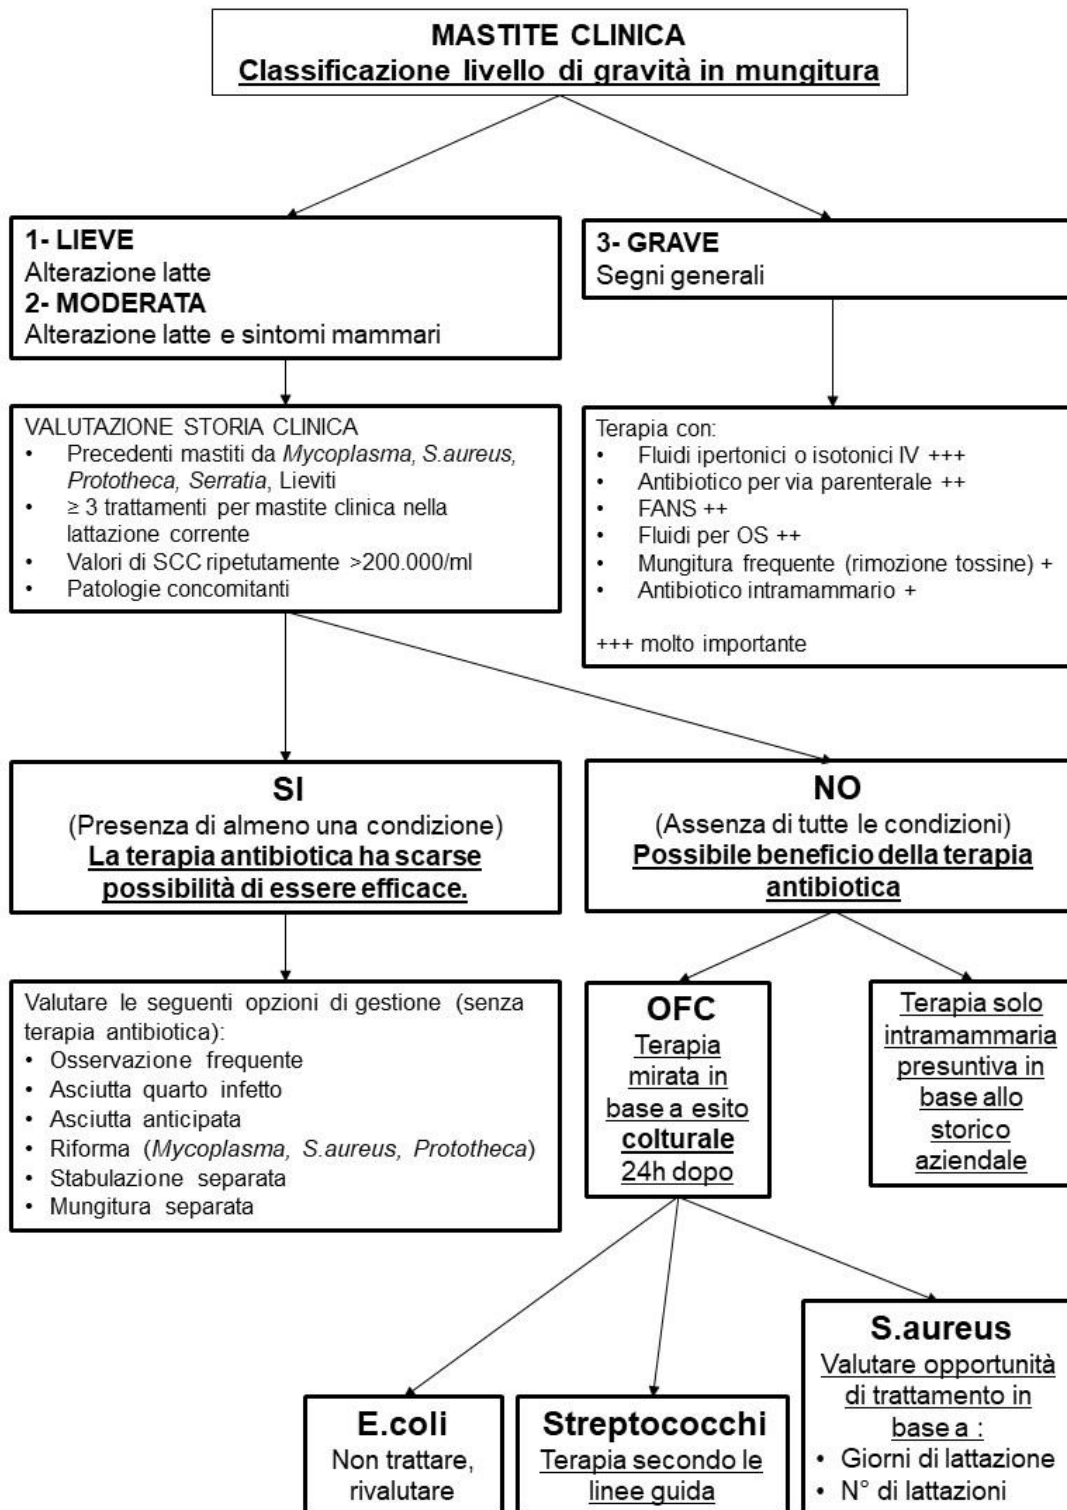 MASTITE CLINICA
Classificazione livello di gravità in mungitura
1- LIEVE
Alterazione latte
2- MODERATA
Alterazione latte e sintomi mammari
3- GRAVE
Segni generali
VALUTAZIONE STORIA CLINICA
• Precedenti mastiti da Mycoplasma, S.aureus,
Prototheca, Serratia, Lieviti
• ≥ 3 trattamenti per mastite clinica nella
lattazione corrente
• Valori di SCC ripetutamente >200.000/ml
• Patologie concomitanti
Terapia con:
• Fluidi ipertonici o isotonici IV +++
• Antibiotico per via parenterale ++
• FANS ++
• Fluidi per OS ++
• Mungitura frequente (rimozione tossine) +
• Antibiotico intramammario +
+++ molto importante
SI
(Presenza di almeno una condizione)
La terapia antibiotica ha scarse
possibilità di essere efficace.
NO
(Assenza di tutte le condizioni)
Possibile beneficio della terapia
antibiotica
Valutare le seguenti opzioni di gestione (senza
terapia antibiotica):
• Osservazione frequente
• Asciutta quarto infetto
• Asciutta anticipata
• Riforma (Mycoplasma, S.aureus, Prototheca)
• Stabulazione separata
• Mungitura separata
OFC
Terapia
mirata in
base a esito
colturale
24h dopo
Terapia solo
intramammaria
presuntiva in
base allo
storico
aziendale
E.coli
Non trattare,
rivalutare
Streptococchi
Terapia secondo le
linee guida
S.aureus
Valutare opportunità
di trattamento in
base a :
• Giorni di lattazione
• N° di lattazioni